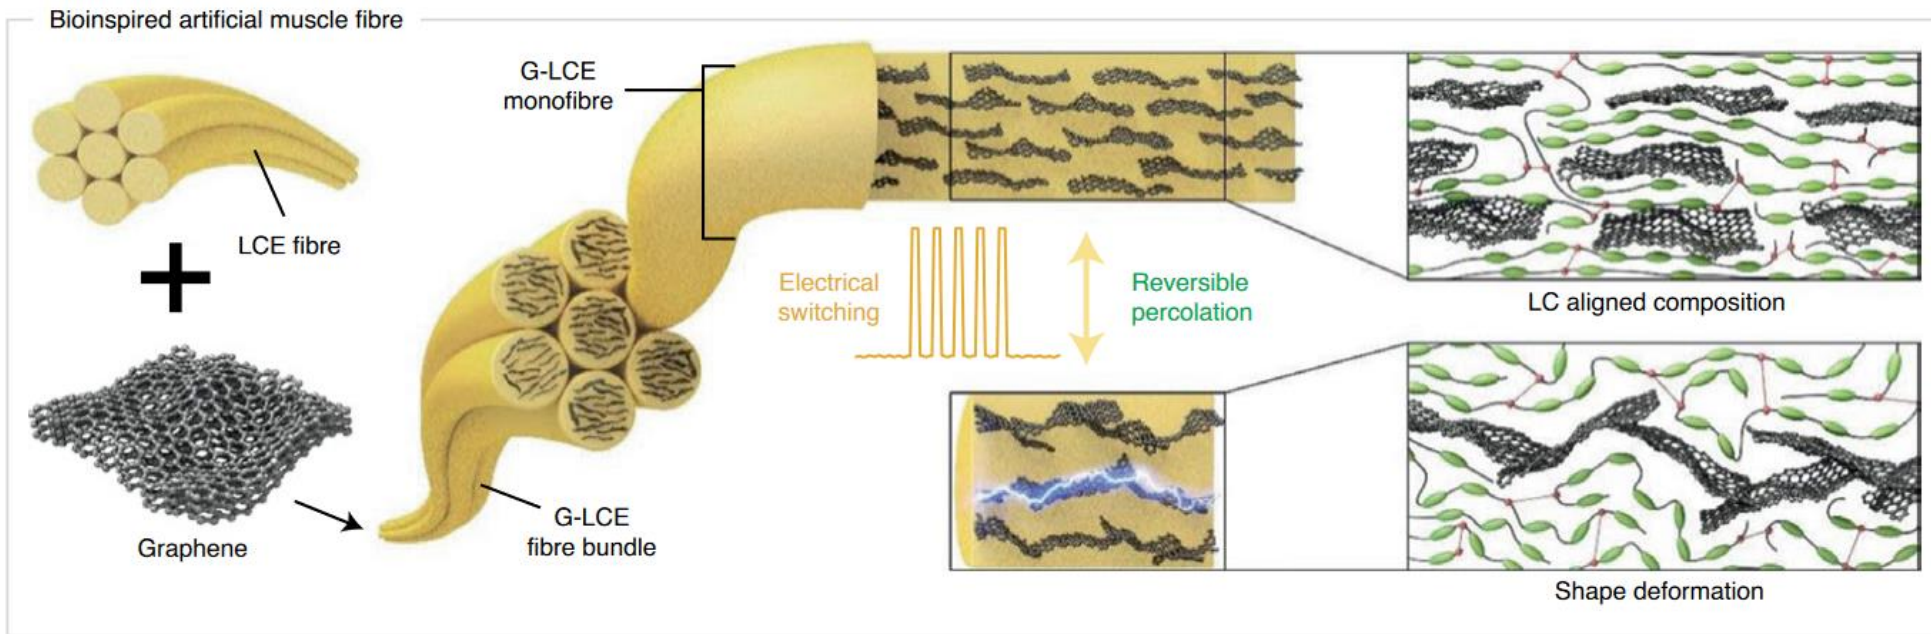 Bioinspired artificial muscle fibre
G-LCE
monofibre
LCE fibre
Electrical
switching
Reversible
percolation
LC aligned composition
G-LCE
fibre bundle
Graphene
Shape deformation